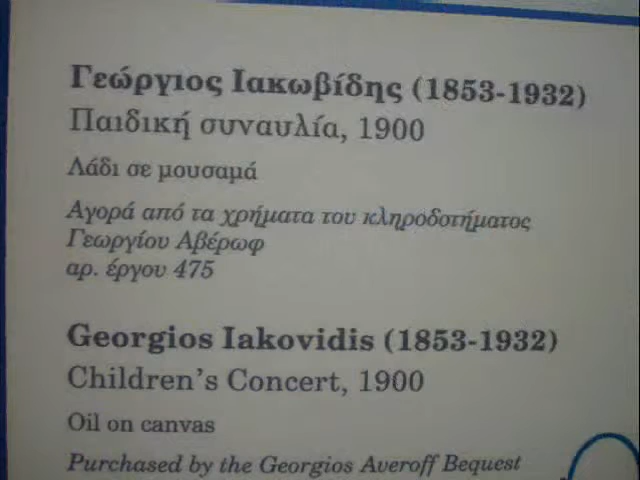 Γεώργιος Ιακωβίδης (1853-1932)
Παιδική συναυλία, 1900
Λάδι σε μουσαμά
Αγορά από τα χρήματα του κληροδοτήματος
Γεωργίου Αβέρωφ
αρ. έργου 475
Georgios Iakovidis (1853-1932)
Children's Concert, 1900
Oil on canvas
Purchased by the Georgios Averoff Bequest